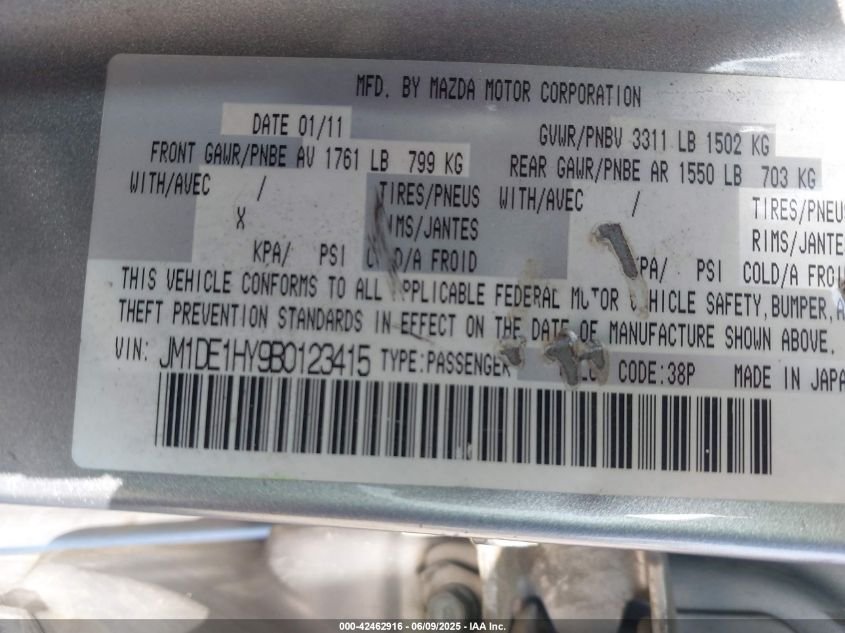 MFD. BY MAZDA MOTOR CORPORATION
DATE 01/11 GVWR/PNBV 3311 LB 1502 KG
FRONT GAWR/PNBE AV 1761 LB 799 KG REAR GAWR/PNBE AR 1550 LB 703 KG
WITH/AVEC / TIRES/PNEUS WITH/AVEC / TIRES/PNEUS
X RIMS/JANTES RIMS/JANTE
KPA/ PSI COLD/A FROID KPA/ PSI COLD/A FROI
THIS VEHICLE CONFORMS TO ALL APPLICABLE FEDERAL MOTOR VEHICLE SAFETY, BUMPER, A
THEFT PREVENTION STANDARDS IN EFFECT ON THE DATE OF MANUFACTURE SHOWN ABOVE.
VIN: JM1DE1HY9B0123415 TYPE:PASSENGER CODE:38P MADE IN JAPA
000-42462916 - 06/09/2025 - IAA Inc.